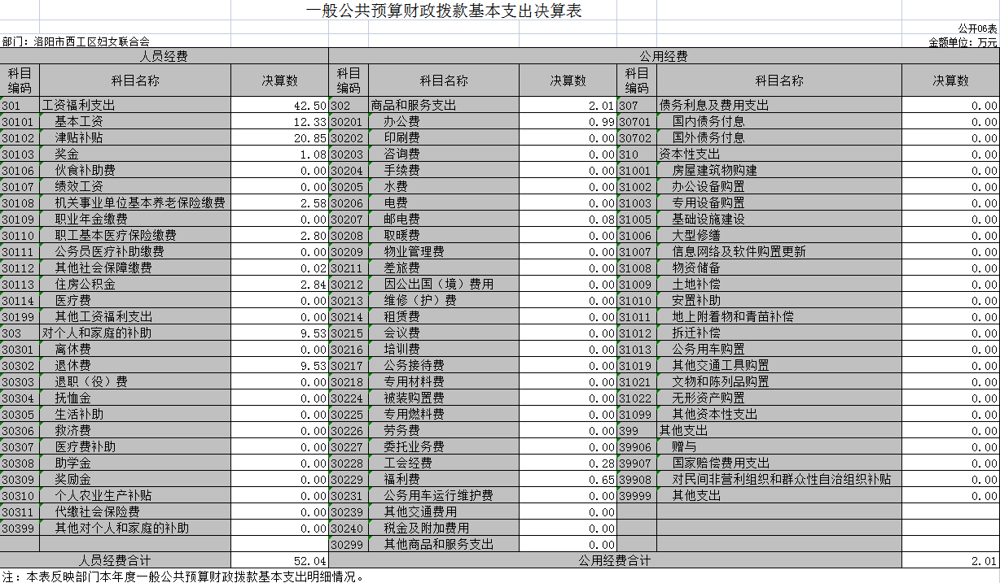 一般公共预算财政拨款基本支出决算表
公开06表
部门：洛阳市西工区妇女联合会
金额单位：万元
人员经费 公用经费
科目编码 科目名称 决算数 科目编码 科目名称 决算数 科目编码 科目名称 决算数
301 工资福利支出 42.50 302 商品和服务支出 2.01 307 债务利息及费用支出 0.00
30101 基本工资 12.33 30201 办公费 0.99 30701 国内债务付息 0.00
30102 津贴补贴 20.85 30202 印刷费 0.00 30702 国外债务付息 0.00
30103 奖金 1.08 30203 咨询费 0.00 310 资本性支出 0.00
30106 伙食补助费 0.00 30204 手续费 0.00 31001 房屋建筑物购建 0.00
30107 绩效工资 0.00 30205 水费 0.00 31002 办公设备购置 0.00
30108 机关事业单位基本养老保险缴费 2.58 30206 电费 0.00 31003 专用设备购置 0.00
30109 职业年金缴费 0.00 30207 邮电费 0.08 31005 基础设施建设 0.00
30110 职工基本医疗保险缴费 2.80 30208 取暖费 0.00 31006 大型修缮 0.00
30111 公务员医疗补助缴费 0.00 30209 物业管理费 0.00 31007 信息网络及软件购置更新 0.00
30112 其他社会保障缴费 0.02 30211 差旅费 0.00 31008 物资储备 0.00
30113 住房公积金 2.84 30212 因公出国（境）费用 0.00 31009 土地补偿 0.00
30114 医疗费 0.00 30213 维修（护）费 0.00 31010 安置补助 0.00
30199 其他工资福利支出 0.00 30214 租赁费 0.00 31011 地上附着物和青苗补偿 0.00
303 对个人和家庭的补助 9.53 30215 会议费 0.00 31012 拆迁补偿 0.00
30301 离休费 0.00 30216 培训费 0.00 31013 公务用车购置 0.00
30302 退休费 9.53 30217 公务接待费 0.00 31019 其他交通工具购置 0.00
30303 退职（役）费 0.00 30218 专用材料费 0.00 31021 文物和陈列品购置 0.00
30304 抚恤金 0.00 30224 被装购置费 0.00 31022 无形资产购置 0.00
30305 生活补助 0.00 30225 专用燃料费 0.00 31099 其他资本性支出 0.00
30306 救济费 0.00 30226 劳务费 0.00 399 其他支出 0.00
30307 医疗费补助 0.00 30227 委托业务费 0.00 39906 赠与 0.00
30308 助学金 0.00 30228 工会经费 0.28 39907 国家赔偿费用支出 0.00
30309 奖励金 0.00 30229 福利费 0.65 39908 对民间非营利组织和群众性自治组织补贴 0.00
30310 个人农业生产补贴 0.00 30231 公务用车运行维护费 0.00 39999 其他支出 0.00
30311 代缴社会保险费 0.00 30239 其他交通费用 0.00
30399 其他对个人和家庭的补助 0.00 30240 税金及附加费用 0.00
30299 其他商品和服务支出 0.00
人员经费合计 52.04 公用经费合计 2.01
注：本表反映部门本年度一般公共预算财政拨款基本支出明细情况。